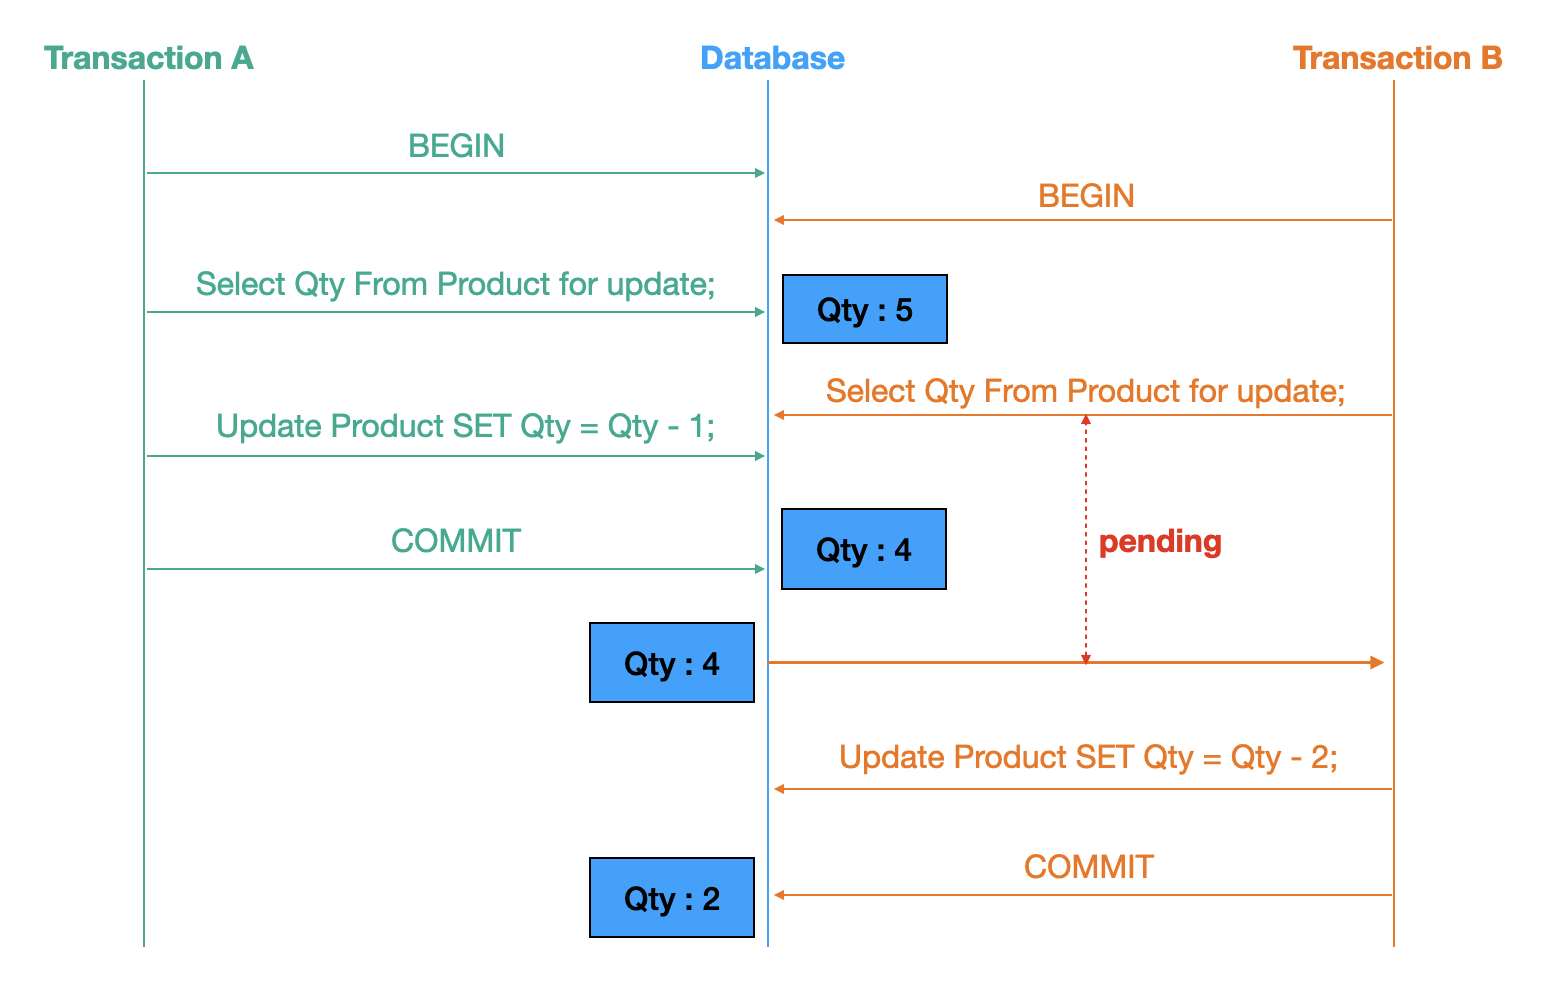 Transaction A
Database
Transaction B
BEGIN
BEGIN
Select Qty From Product for update;
Qty : 5
Select Qty From Product for update;
Update Product SET Qty = Qty - 1;
COMMIT
Qty : 4
pending
Qty : 4
Update Product SET Qty = Qty - 2;
COMMIT
Qty : 2